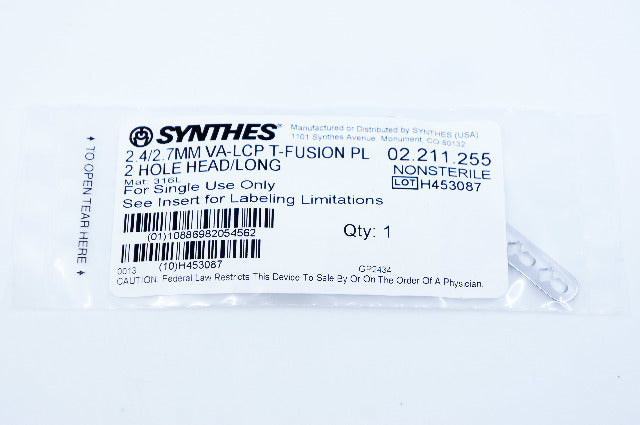 SYNTHES®
Manufactured or Distributed by SYNTHES (USA)
1101 Synthes Avenue, Monument, CO 80132
2.4/2.7MM VA-LCP T-FUSION PL
2 HOLE HEAD/LONG
02.211.255
NONSTERILE
LOT H453087
Mat: 316L
For Single Use Only
See Insert for Labeling Limitations
(01)10886982054562
Qty: 1
(10)H453087
0013
GP2434
CAUTION: Federal Law Restricts This Device To Sale By Or On The Order Of A Physician.
TO OPEN TEAR HERE